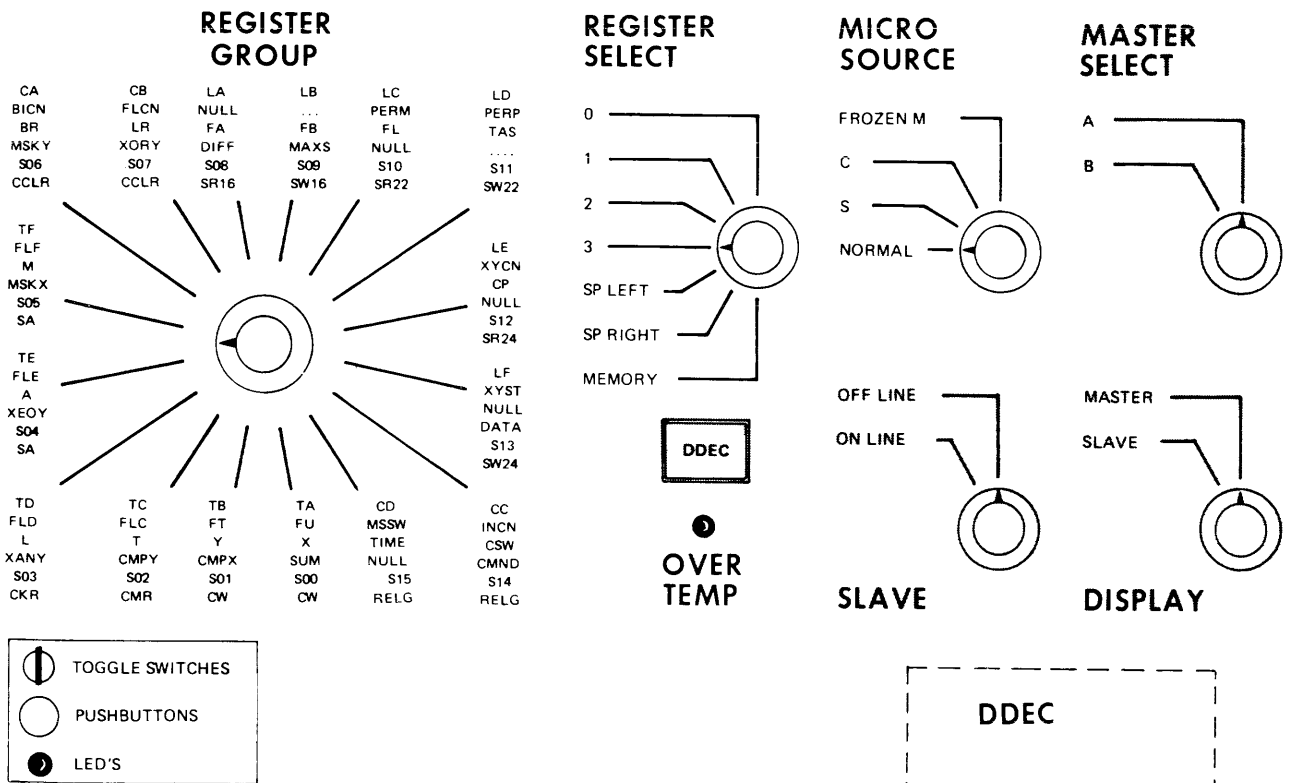 REGISTER
GROUP
CA
BICN
BR
MSKY
S06
CCLR
CB
FLCN
LR
XORY
S07
CCLR
LA
NULL
FA
DIFF
S08
SR16
LB
...
FB
MAXS
S09
SW16
LC
PERM
FL
NULL
S10
SR22
LD
PERP
TAS
....
S11
SW22
TF
FLF
M
MSKX
S05
SA
LE
XYCN
CP
NULL
S12
SR24
TE
FLE
A
XEOY
S04
SA
LF
XYST
NULL
DATA
S13
SW24
TD
FLD
L
XANY
S03
CKR
TC
FLC
T
CMPY
S02
CMR
TB
FT
Y
CMPX
S01
CW
TA
FU
X
SUM
S00
CW
CD
MSSW
TIME
NULL
S15
RELG
CC
INCN
CSW
CMND
S14
RELG
REGISTER
SELECT
0
1
2
3
SP LEFT
SP RIGHT
MEMORY
DDEC
OVER
TEMP
MICRO
SOURCE
FROZEN M
C
S
NORMAL
MASTER
SELECT
A
B
OFF LINE
ON LINE
SLAVE
MASTER
SLAVE
DISPLAY
TOGGLE SWITCHES
PUSHBUTTONS
LED'S
DDEC